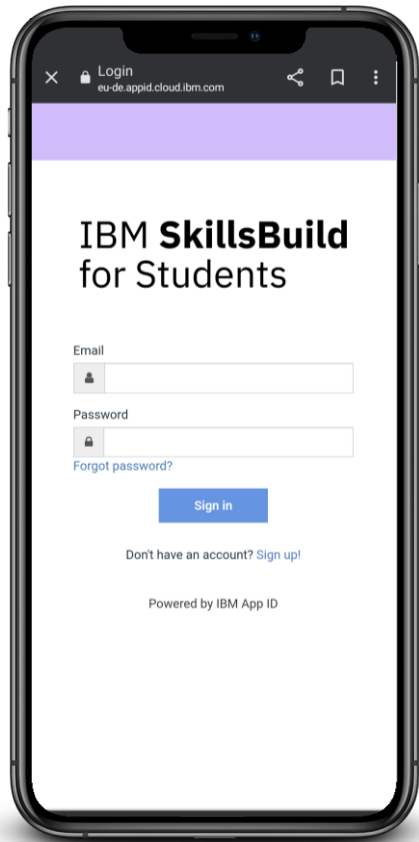 Login
eu-de.appid.cloud.ibm.com
IBM SkillsBuild
for Students
Email
Password
Forgot password?
Sign in
Don't have an account? Sign up!
Powered by IBM App ID